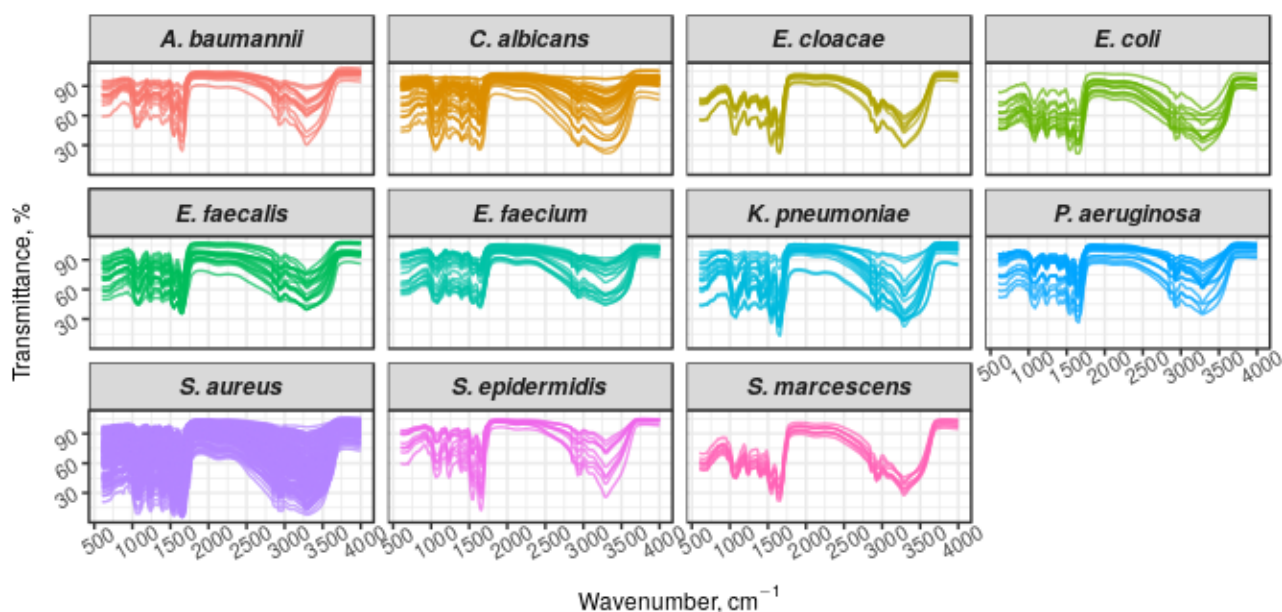 A. baumannii C. albicans E. cloacae E. coli
90
60
30
E. faecalis E. faecium K. pneumoniae P. aeruginosa
90
60
30
500 1000 1500 2000 2500 3000 3500 4000
S. aureus S. epidermidis S. marcescens
90
60
30
500 1000 1500 2000 2500 3000 3500 4000 500 1000 1500 2000 2500 3000 3500 4000 500 1000 1500 2000 2500 3000 3500 4000
Transmittance, %
Wavenumber, cm⁻¹